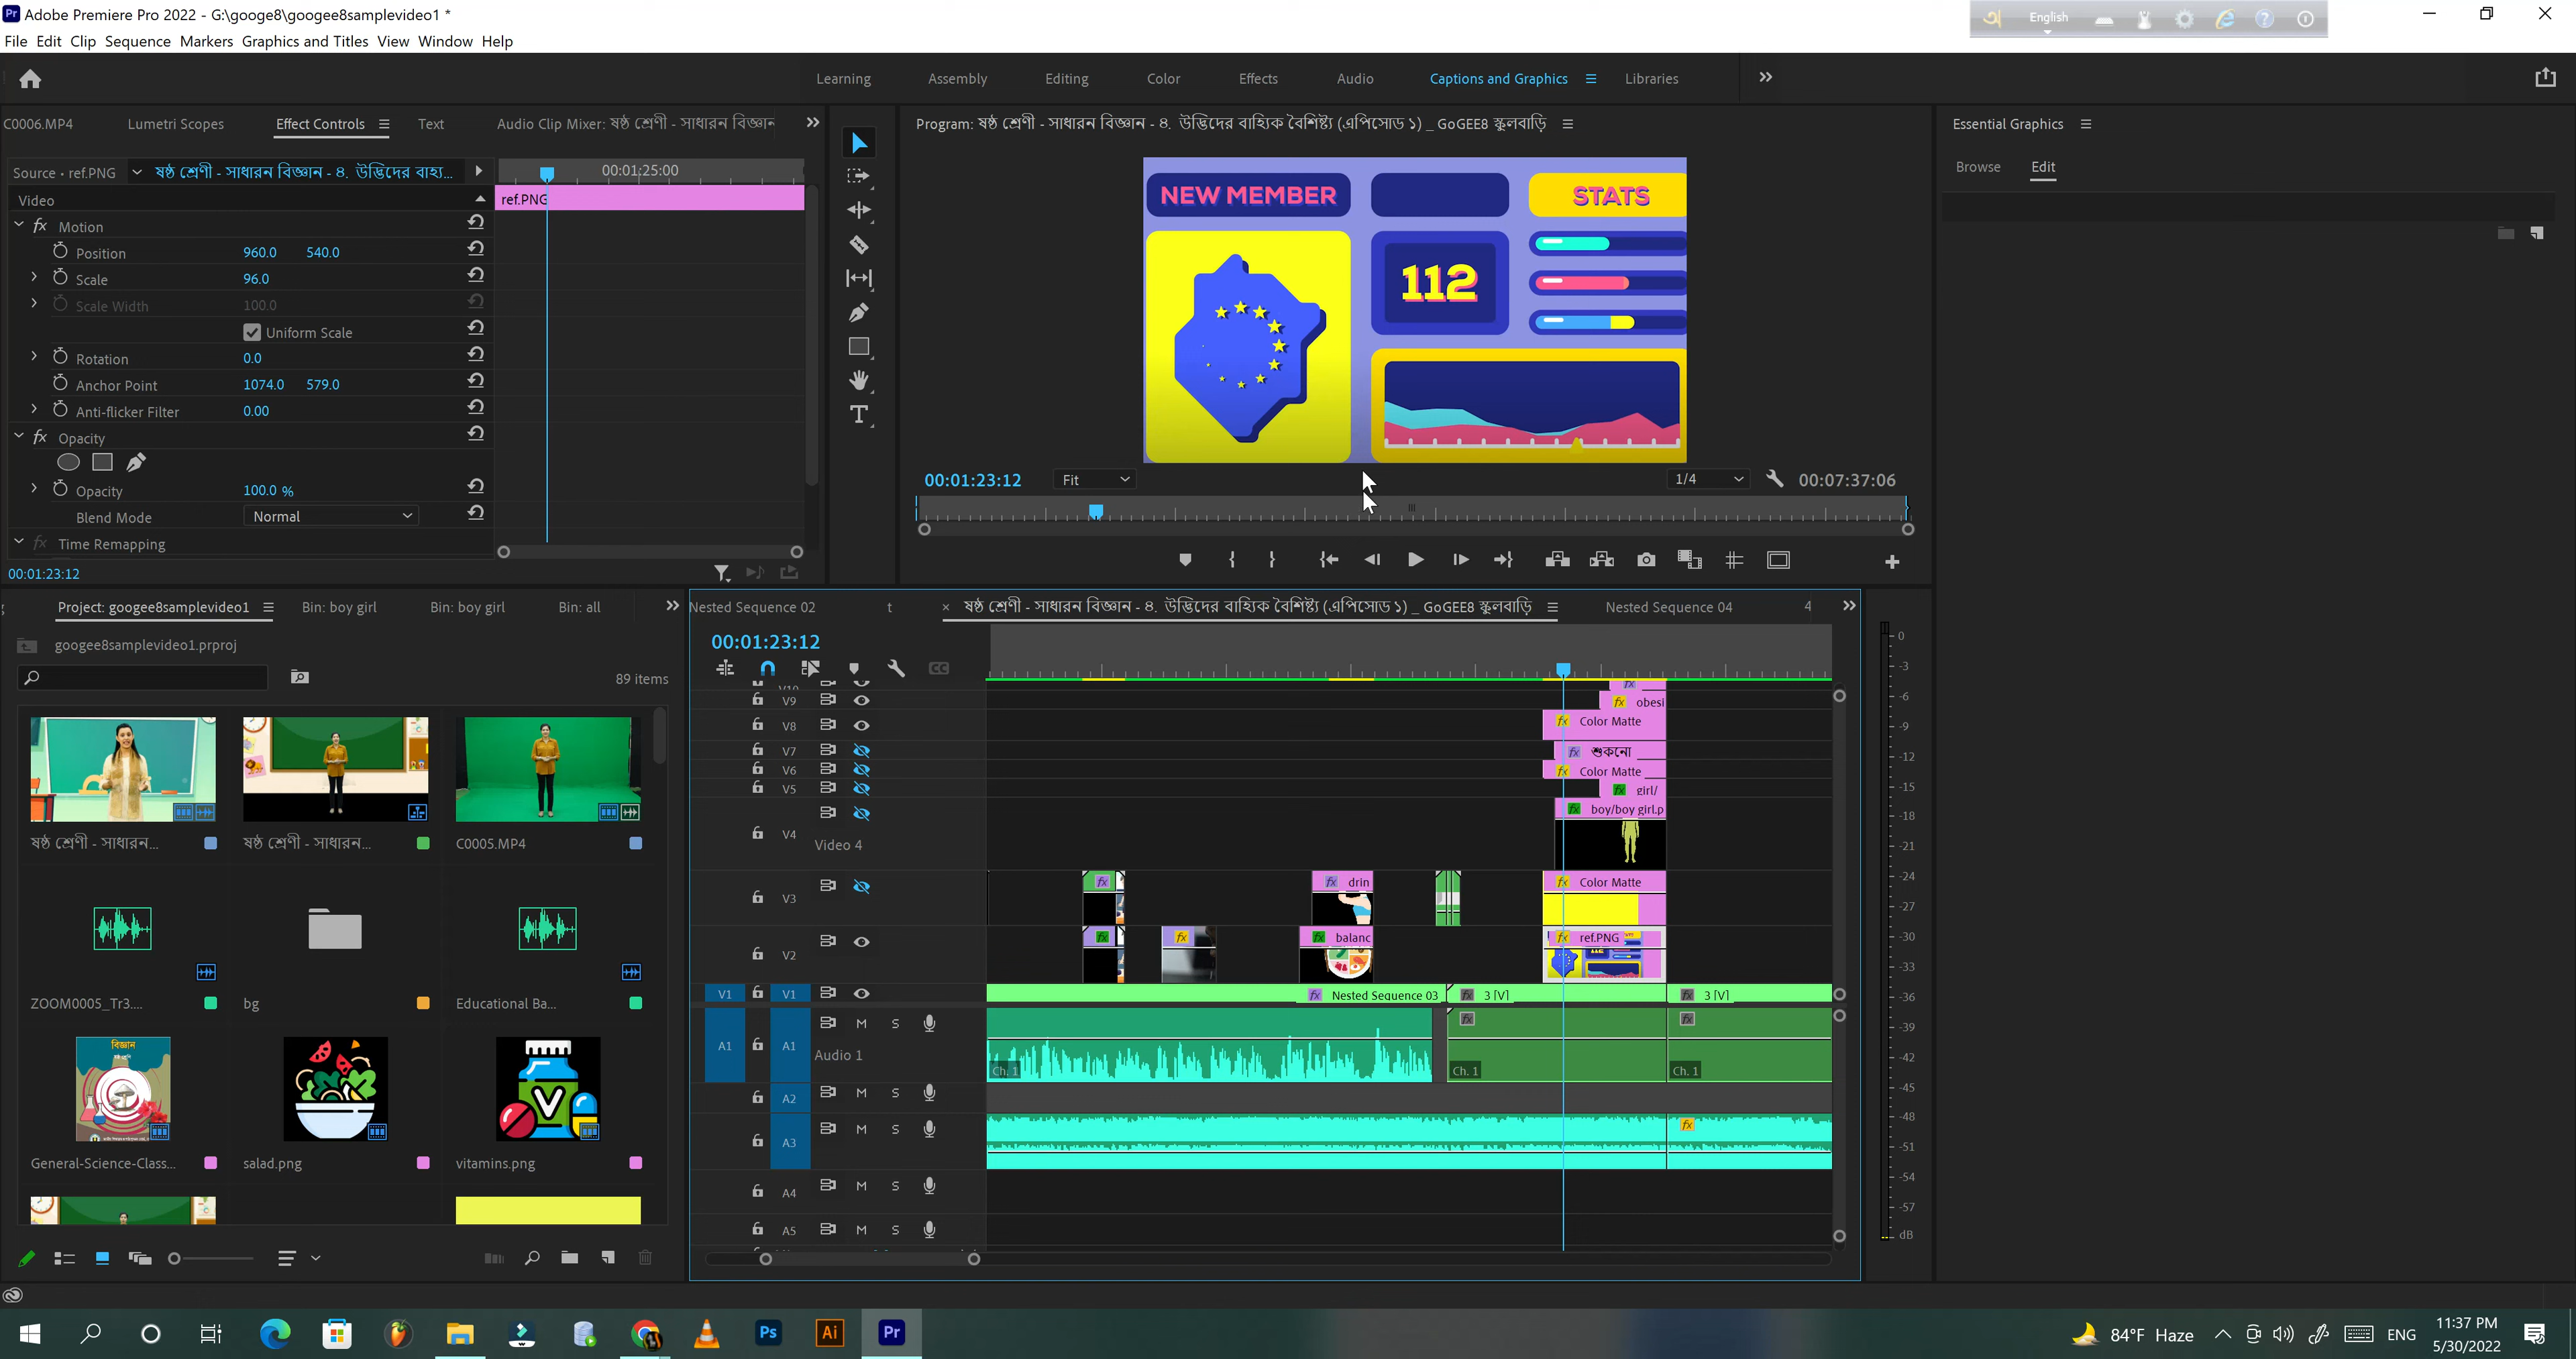 Adobe Premiere Pro 2022 - G:\googe8\googee8samplevideo1 *
English
File Edit Clip Sequence Markers Graphics and Titles View Window Help
Learning Assembly Editing Color Effects Audio Captions and Graphics Libraries
C0006.MP4 Lumetri Scopes Effect Controls Text Audio Clip Mixer: ষষ্ঠ শ্রেণী - সাধারন বিজ্ঞান
Source • ref.PNG ষষ্ঠ শ্রেণী - সাধারন বিজ্ঞান - ৪. উদ্ভিদের বাহ্য...
00:01:25:00
Video
ref.PNG
Motion
Position 960.0 540.0
Scale 96.0
Scale Width 100.0
Uniform Scale
Rotation 0.0
Anchor Point 1074.0 579.0
Anti-flicker Filter 0.00
Opacity
Opacity 100.0 %
Blend Mode Normal
Time Remapping
00:01:23:12
Program: ষষ্ঠ শ্রেণী - সাধারন বিজ্ঞান - ৪. উদ্ভিদের বাহ্যিক বৈশিষ্ট্য (এপিসোড ১) _ GoGEE8 স্কুলবাড়ি
NEW MEMBER
STATS
112
00:01:23:12 Fit 1/4 00:07:37:06
Essential Graphics
Browse Edit
Project: googee8samplevideo1 Bin: boy girl Bin: boy girl Bin: all
googee8samplevideo1.prproj
89 items
ষষ্ঠ শ্রেণী - সাধারন... ষষ্ঠ শ্রেণী - সাধারন... C0005.MP4
ZOOM0005_Tr3.... bg Educational Ba...
বিজ্ঞান
General-Science-Class... salad.png vitamins.png
Nested Sequence 02 t × ষষ্ঠ শ্রেণী - সাধারন বিজ্ঞান - ৪. উদ্ভিদের বাহ্যিক বৈশিষ্ট্য (এপিসোড ১) _ GoGEE8 স্কুলবাড়ি Nested Sequence 04 4
00:01:23:12
V10
V9 obesi
V8 Color Matte
V7 শুকনো
V6 Color Matte
V5 girl/
boy/boy girl.p
V4
Video 4
V3 drin Color Matte
V2 balanc ref.PNG
V1 V1 Nested Sequence 03 3 [V] 3 [V]
A1 A1 M S
Audio 1
Ch. 1 Ch. 1 Ch. 1
A2 M S
A3 M S
A4 M S
A5 M S
0
-3
-6
-9
-12
-15
-18
-21
-24
-27
-30
-33
-36
-39
-42
-45
-48
-51
-54
-57
dB
Ps Ai Pr
84°F Haze ENG
11:37 PM
5/30/2022